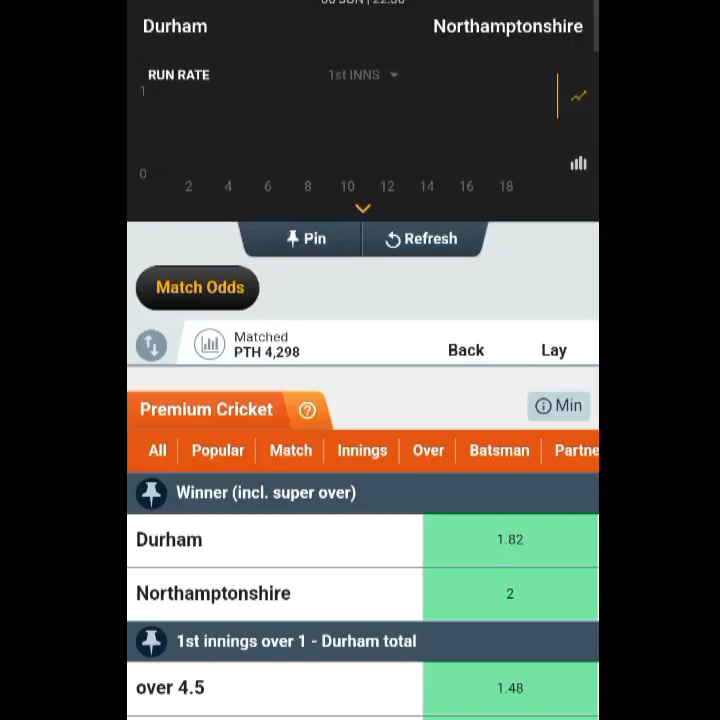 Durham Northamptonshire
RUN RATE 1st INNS
1
0
2 4 6 8 10 12 14 16 18
Pin Refresh
Match Odds
Matched
PTH 4,298 Back Lay
Premium Cricket ? Min
All Popular Match Innings Over Batsman Partne
Winner (incl. super over)
Durham 1.82
Northamptonshire 2
1st innings over 1 - Durham total
over 4.5 1.48